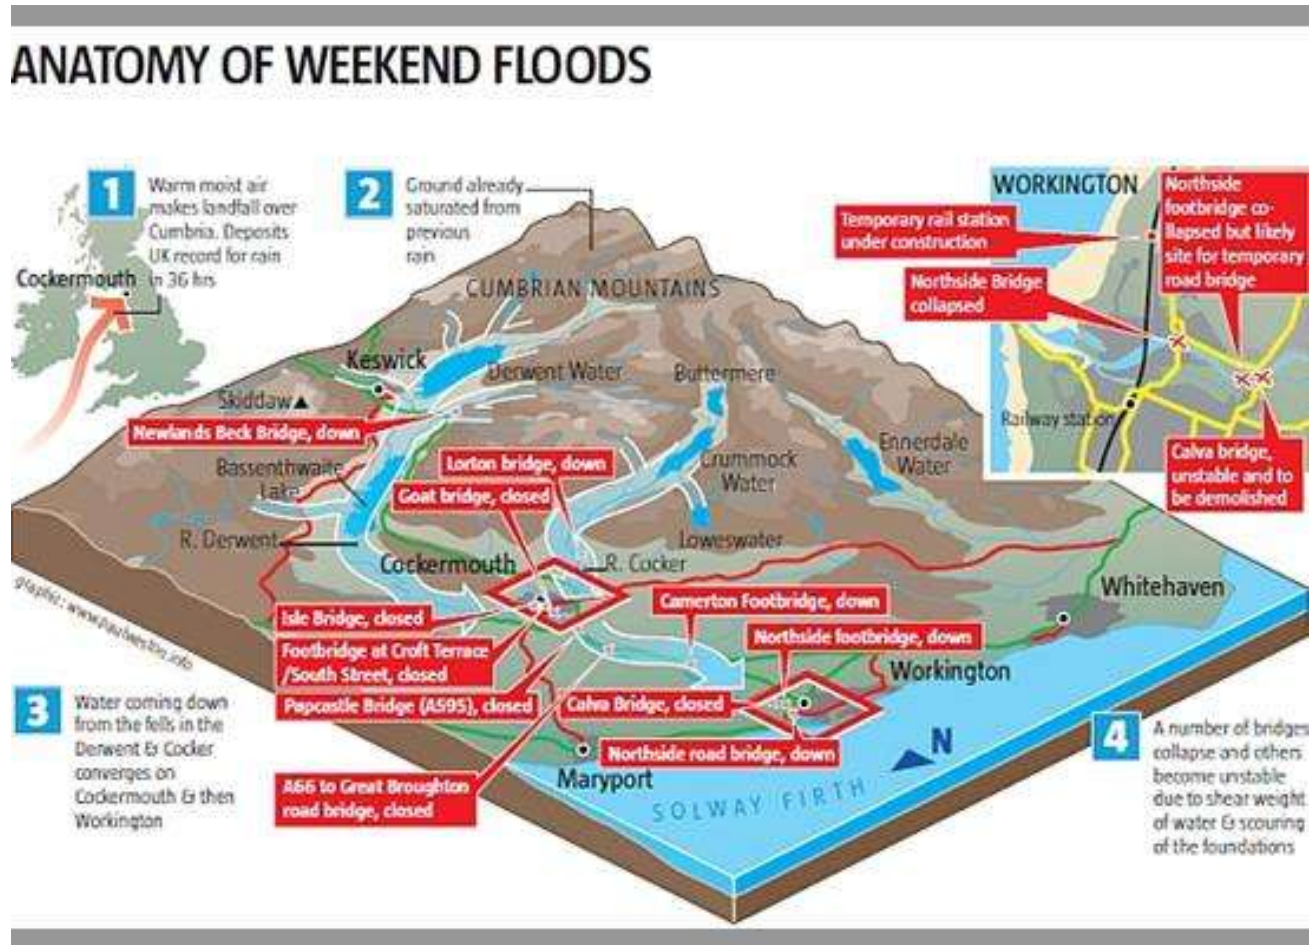 ANATOMY OF WEEKEND FLOODS
1
Warm moist air
makes landfall over
Cumbria. Deposits
UK record for rain
in 36 hrs
Cockermouth
2
Ground already
saturated from
previous
rain
CUMBRIAN MOUNTAINS
Keswick
Derwent Water
Buttermere
Skiddaw
Newlands Beck Bridge, down
Bassenthwaite
Lake
Lorton bridge, down
Goat bridge, closed
Crummock
Water
Ennerdale
Water
R. Derwent
Loweswater
Cockermouth
R. Cocker
Whitehaven
Isle Bridge, closed
Camerton Footbridge, down
Footbridge at Croft Terrace
/South Street, closed
Northside footbridge, down
Workington
Papcastle Bridge (A595), closed
Calva Bridge, closed
Northside road bridge, down
Maryport
A66 to Great Broughton
road bridge, closed
SOLWAY FIRTH
N
graphic: www.paulweston.info
3
Water coming down
from the fells in the
Derwent & Cocker
converges on
Cockermouth & then
Workington
4
A number of bridges
collapse and others
become unstable
due to shear weight
of water & scouring
of the foundations
WORKINGTON
Temporary rail station
under construction
Northside
footbridge co-
llapsed but likely
site for temporary
road bridge
Northside Bridge
collapsed
Railway station
Calva bridge,
unstable and to
be demolished